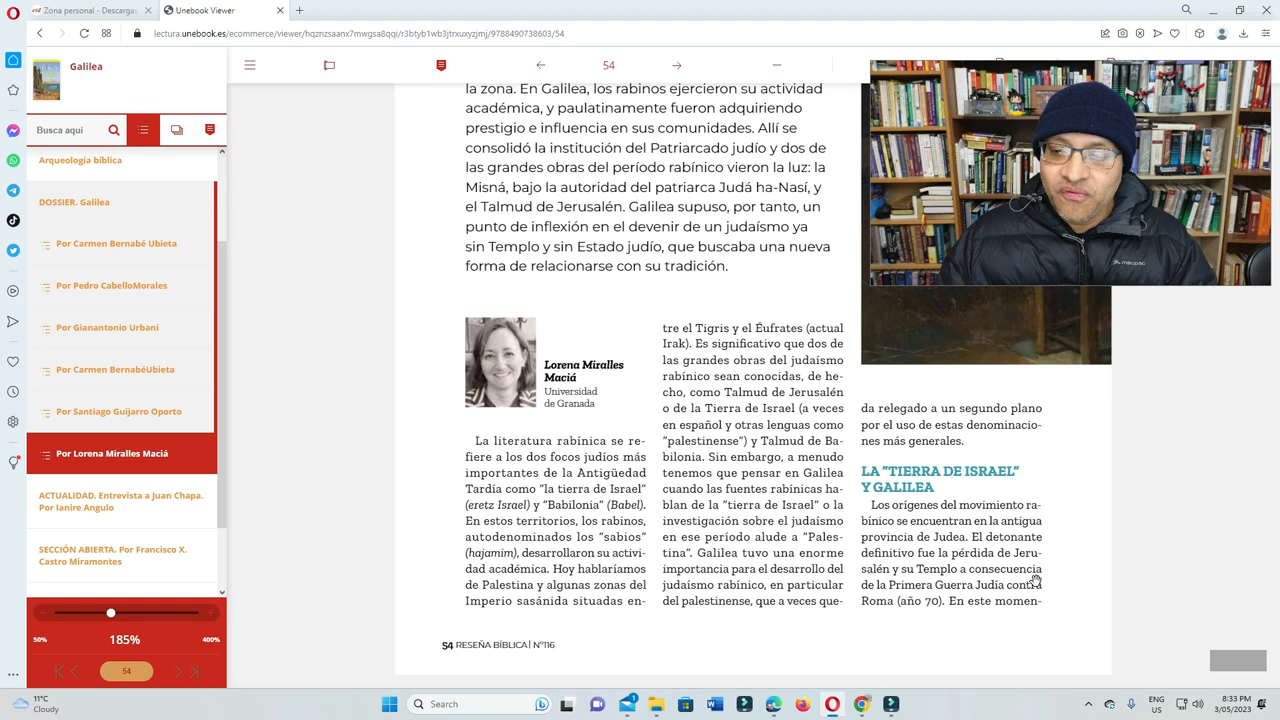 Zona personal - Descargas
Unebook Viewer
lectura.unebook.es/ecommerce/viewer/hqznzsaanx7mwgsa8qqi/r3btyb1wb3jtrxuxyzjmj/9788490738603/54
Galilea
Busca aquí
Arqueología bíblica
DOSSIER. Galilea
Por Carmen Bernabé Ubieta
Por Pedro CabelloMorales
Por Gianantonio Urbani
Por Carmen BernabéUbieta
Por Santiago Guijarro Oporto
Por Lorena Miralles Maciá
ACTUALIDAD. Entrevista a Juan Chapa.
Por Ianire Angulo
SECCIÓN ABIERTA. Por Francisco X.
Castro Miramontes
50%
185%
400%
54
54
la zona. En Galilea, los rabinos ejercieron su actividad
académica, y paulatinamente fueron adquiriendo
prestigio e influencia en sus comunidades. Allí se
consolidó la institución del Patriarcado judío y dos de
las grandes obras del período rabínico vieron la luz: la
Misná, bajo la autoridad del patriarca Judá ha-Nasí, y
el Talmud de Jerusalén. Galilea supuso, por tanto, un
punto de inflexión en el devenir de un judaísmo ya
sin Templo y sin Estado judío, que buscaba una nueva
forma de relacionarse con su tradición.
Lorena Miralles
Maciá
Universidad
de Granada
La literatura rabínica se re-
fiere a los dos focos judíos más
importantes de la Antigüedad
Tardía como "la tierra de Israel"
(eretz Israel) y "Babilonia" (Babel).
En estos territorios, los rabinos,
autodenominados los "sabios"
(hajamim), desarrollaron su activi-
dad académica. Hoy hablaríamos
de Palestina y algunas zonas del
Imperio sasánida situadas en-
tre el Tigris y el Éufrates (actual
Irak). Es significativo que dos de
las grandes obras del judaísmo
rabínico sean conocidas, de he-
cho, como Talmud de Jerusalén
o de la Tierra de Israel (a veces
en español y otras lenguas como
"palestinense") y Talmud de Ba-
bilonia. Sin embargo, a menudo
tenemos que pensar en Galilea
cuando las fuentes rabínicas ha-
blan de la "tierra de Israel" o la
investigación sobre el judaísmo
en ese período alude a "Pales-
tina". Galilea tuvo una enorme
importancia para el desarrollo del
judaísmo rabínico, en particular
del palestinense, que a veces que-
da relegado a un segundo plano
por el uso de estas denominacio-
nes más generales.
LA "TIERRA DE ISRAEL"
Y GALILEA
Los orígenes del movimiento ra-
bínico se encuentran en la antigua
provincia de Judea. El detonante
definitivo fue la pérdida de Jeru-
salén y su Templo a consecuencia
de la Primera Guerra Judía contra
Roma (año 70). En este momen-
54 RESEÑA BÍBLICA | Nº116
11°C
Cloudy
Search
ENG
US
8:33 PM
3/05/2023